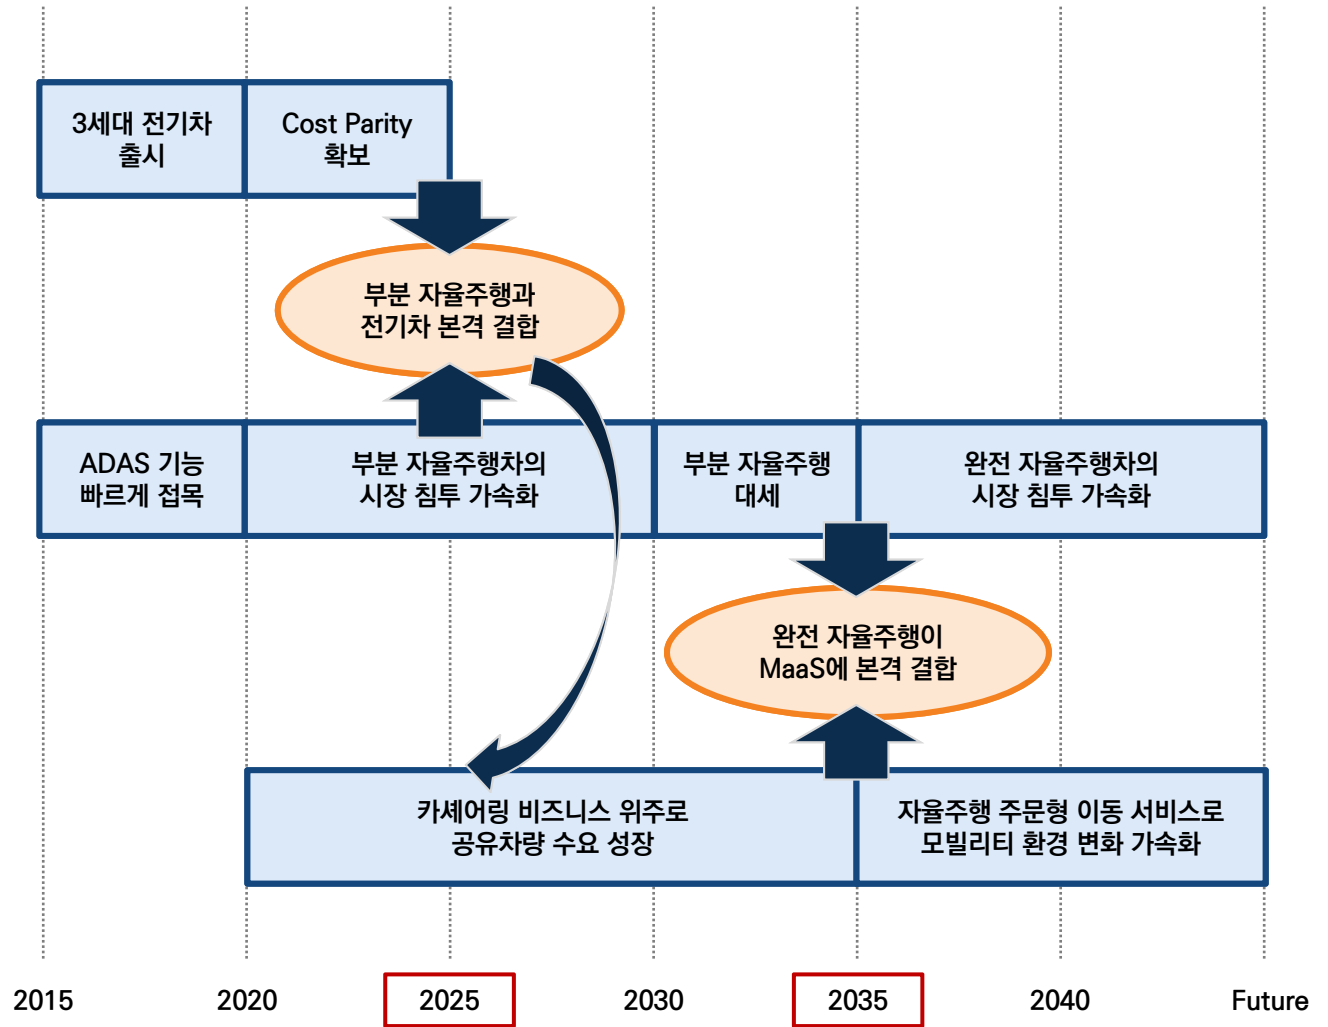 3세대 전기차
출시
Cost Parity
확보
부분 자율주행과
전기차 본격 결합
ADAS 기능
빠르게 접목
부분 자율주행차의
시장 침투 가속화
부분 자율주행
대세
완전 자율주행차의
시장 침투 가속화
완전 자율주행이
MaaS에 본격 결합
카셰어링 비즈니스 위주로
공유차량 수요 성장
자율주행 주문형 이동 서비스로
모빌리티 환경 변화 가속화
2015
2020
2025
2030
2035
2040
Future